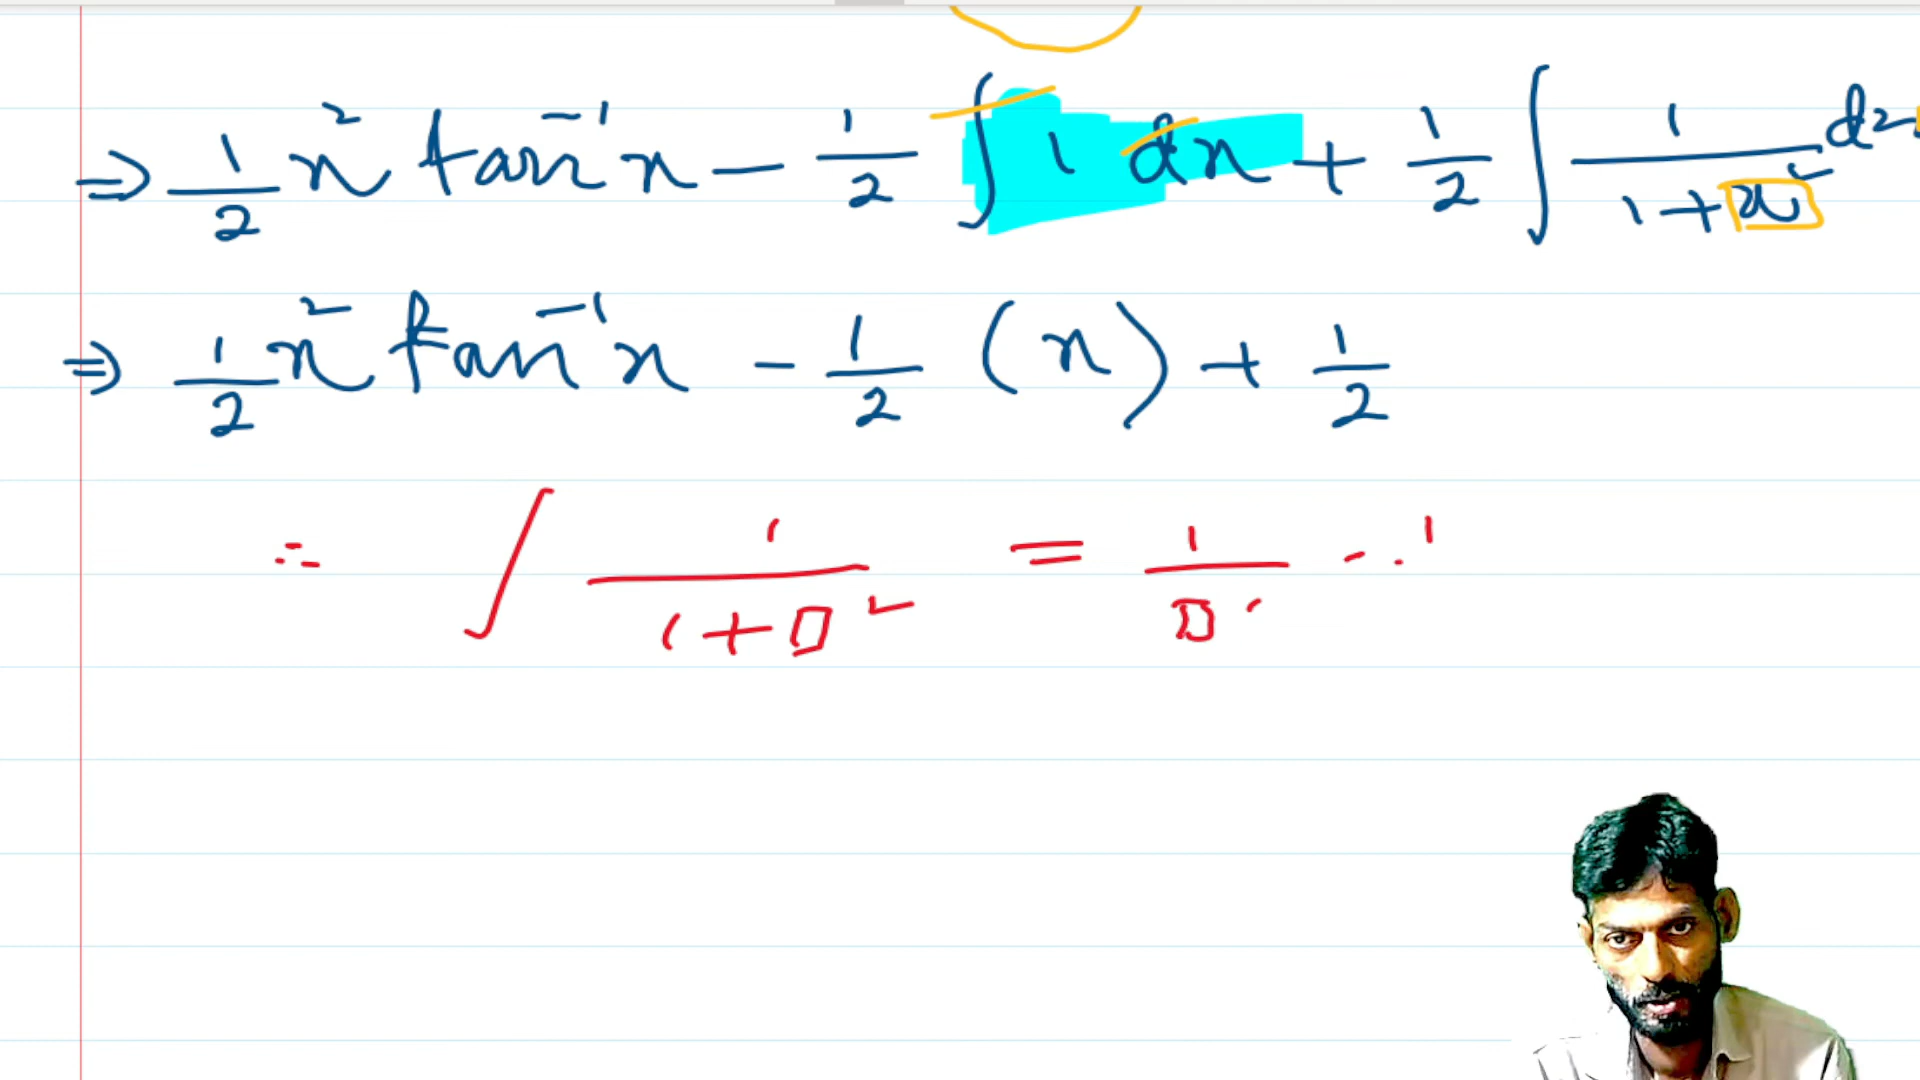 ⇒ 1/2 x² tan⁻¹x − 1/2 ∫ 1 dx + 1/2 ∫ 1/(1+x²) dx
⇒ 1/2 x² tan⁻¹x − 1/2 (x) + 1/2
∫ 1/(1+□²) = 1/□'